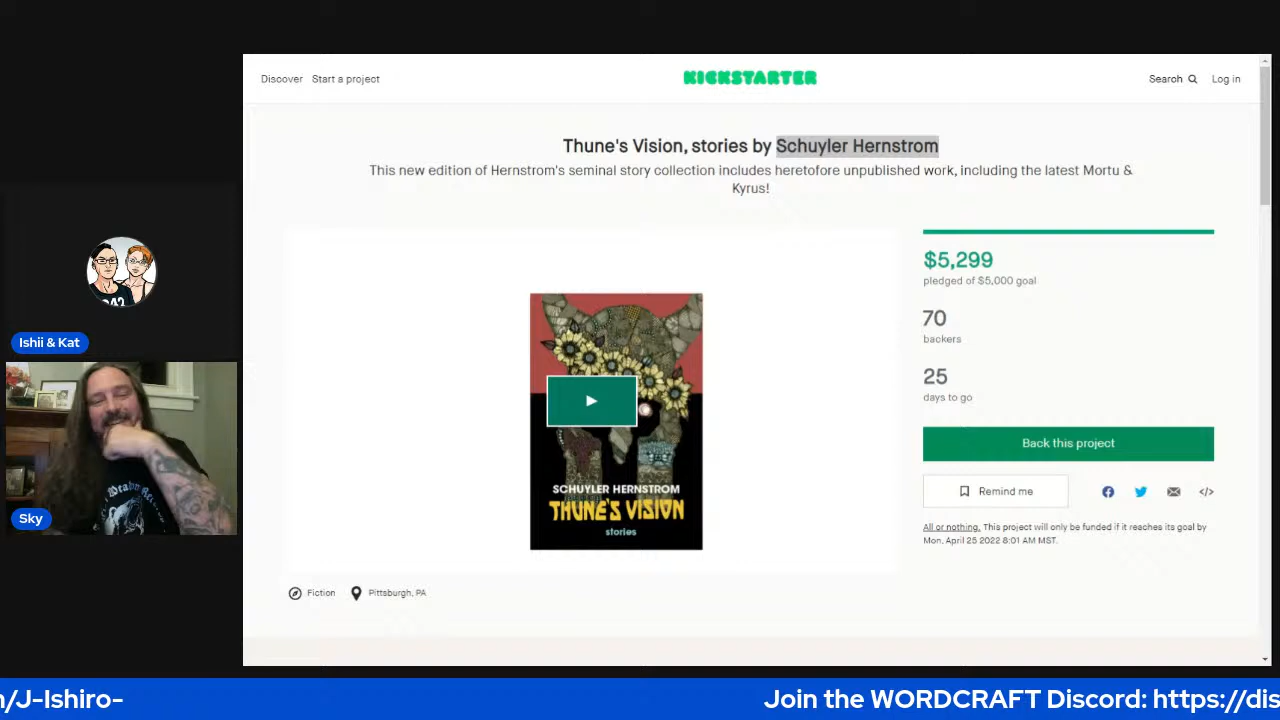 Discover Start a project
KICKSTARTER
Search Log in
Thune's Vision, stories by Schuyler Hernstrom
This new edition of Hernstrom's seminal story collection includes heretofore unpublished work, including the latest Mortu &
Kyrus!
$5,299
pledged of $5,000 goal
70
backers
25
days to go
Back this project
Remind me
All or nothing. This project will only be funded if it reaches its goal by
Mon, April 25 2022 8:01 AM MST.
SCHUYLER HERNSTROM
THUNE'S VISION
stories
Fiction Pittsburgh, PA
Ishii & Kat
Sky
n/J-Ishiro-
Join the WORDCRAFT Discord: https://dis